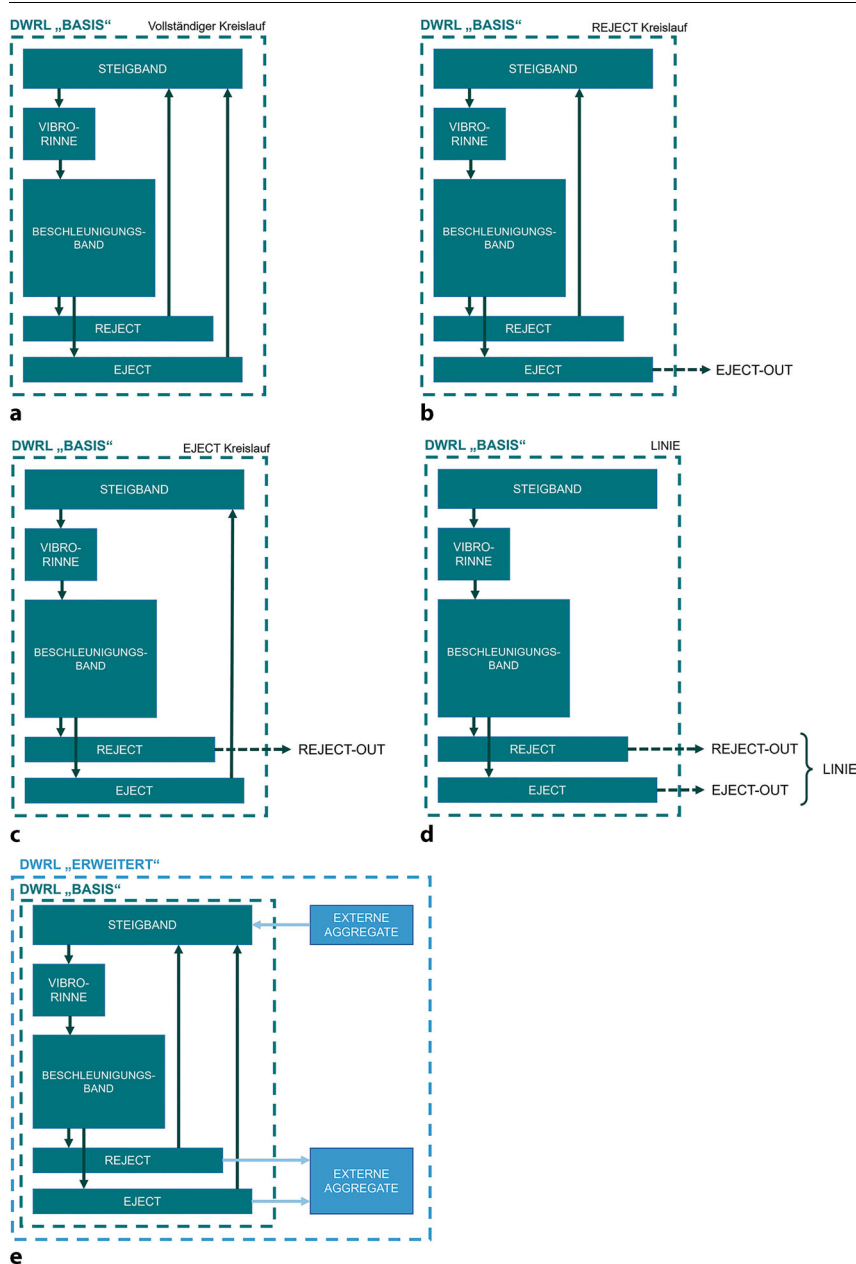 DWRL „BASIS“ Vollständiger Kreislauf
STEIGBAND
VIBRO-
RINNE
BESCHLEUNIGUNGS-
BAND
REJECT
EJECT
a
DWRL „BASIS“ REJECT Kreislauf
STEIGBAND
VIBRO-
RINNE
BESCHLEUNIGUNGS-
BAND
REJECT
EJECT
EJECT-OUT
b
DWRL „BASIS“ EJECT Kreislauf
STEIGBAND
VIBRO-
RINNE
BESCHLEUNIGUNGS-
BAND
REJECT
REJECT-OUT
EJECT
c
DWRL „BASIS“ LINIE
STEIGBAND
VIBRO-
RINNE
BESCHLEUNIGUNGS-
BAND
REJECT
REJECT-OUT
LINIE
EJECT
EJECT-OUT
d
DWRL „ERWEITERT“
DWRL „BASIS“
STEIGBAND
EXTERNE
AGGREGATE
VIBRO-
RINNE
BESCHLEUNIGUNGS-
BAND
REJECT
EXTERNE
AGGREGATE
EJECT
e